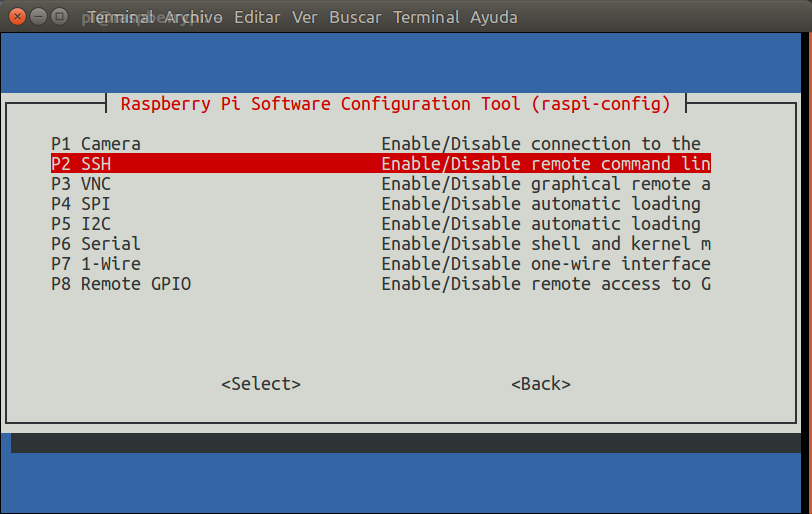 Terminal Archivo Editar Ver Buscar Terminal Ayuda
Raspberry Pi Software Configuration Tool (raspi-config)
P1 Camera Enable/Disable connection to the
P2 SSH Enable/Disable remote command lin
P3 VNC Enable/Disable graphical remote a
P4 SPI Enable/Disable automatic loading
P5 I2C Enable/Disable automatic loading
P6 Serial Enable/Disable shell and kernel m
P7 1-Wire Enable/Disable one-wire interface
P8 Remote GPIO Enable/Disable remote access to G
<Select> <Back>